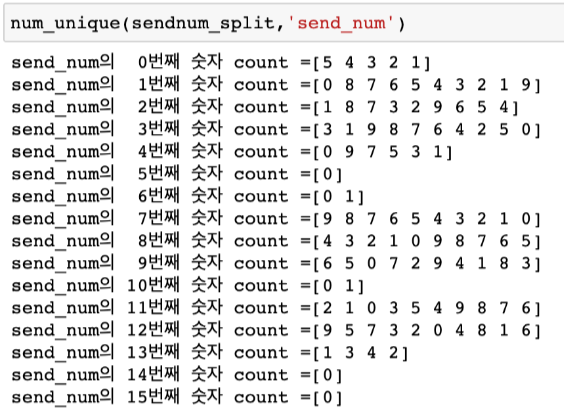 num_unique(sendnum_split,'send_num')
send_num의  0번째 숫자 count =[5 4 3 2 1]
send_num의  1번째 숫자 count =[0 8 7 6 5 4 3 2 1 9]
send_num의  2번째 숫자 count =[1 8 7 3 2 9 6 5 4]
send_num의  3번째 숫자 count =[3 1 9 8 7 6 4 2 5 0]
send_num의  4번째 숫자 count =[0 9 7 5 3 1]
send_num의  5번째 숫자 count =[0]
send_num의  6번째 숫자 count =[0 1]
send_num의  7번째 숫자 count =[9 8 7 6 5 4 3 2 1 0]
send_num의  8번째 숫자 count =[4 3 2 1 0 9 8 7 6 5]
send_num의  9번째 숫자 count =[6 5 0 7 2 9 4 1 8 3]
send_num의 10번째 숫자 count =[0 1]
send_num의 11번째 숫자 count =[2 1 0 3 5 4 9 8 7 6]
send_num의 12번째 숫자 count =[9 5 7 3 2 0 4 8 1 6]
send_num의 13번째 숫자 count =[1 3 4 2]
send_num의 14번째 숫자 count =[0]
send_num의 15번째 숫자 count =[0]